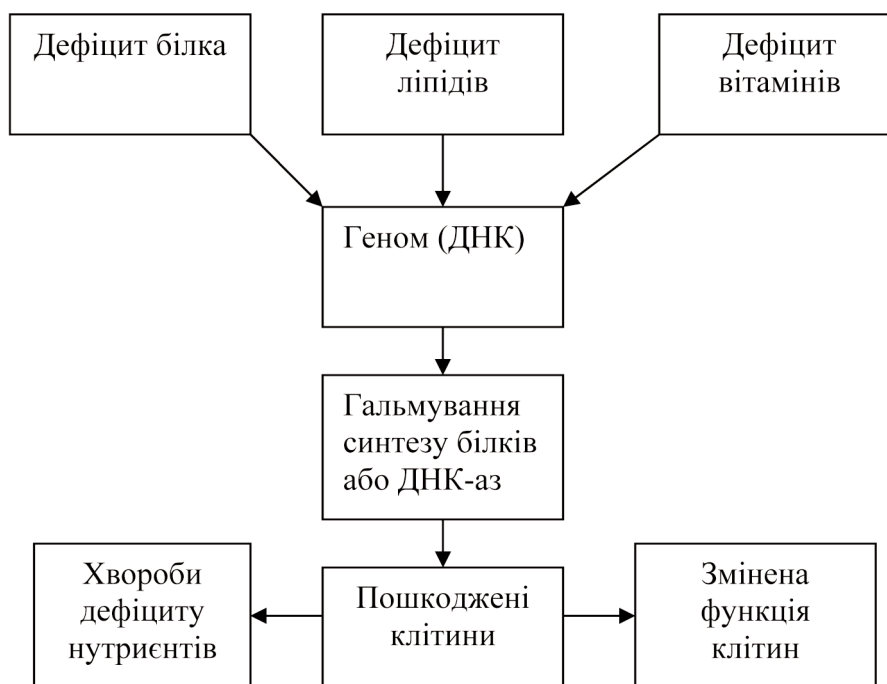 Дефіцит білка
Дефіцит
ліпідів
Дефіцит
вітамінів
Геном (ДНК)
Гальмування
синтезу білків
або ДНК-аз
Хвороби
дефіциту
нутриєнтів
Пошкоджені
клітини
Змінена
функція
клітин